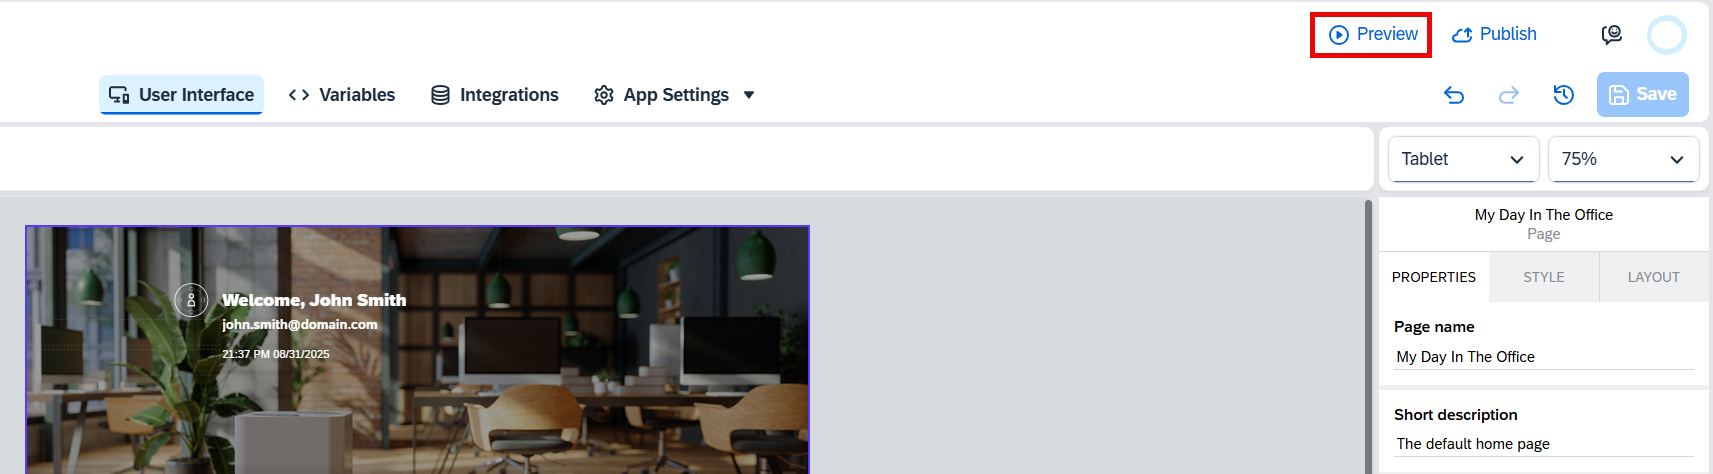 Preview Publish
User Interface Variables Integrations App Settings Save
Tablet 75%
My Day In The Office
Page
PROPERTIES STYLE LAYOUT
Page name
My Day In The Office
Short description
The default home page
Do
Welcome, John Smith
john.smith@domain.com
21:37 PM 08/31/2025